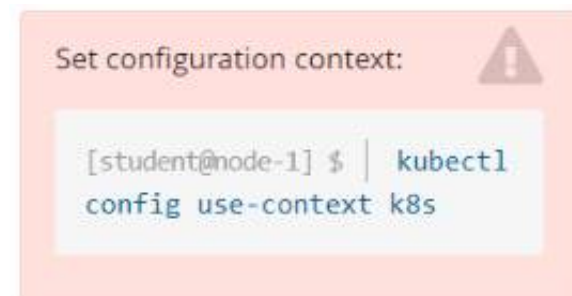 Set configuration context:
[student@node-1] $ | kubectl
config use-context k8s